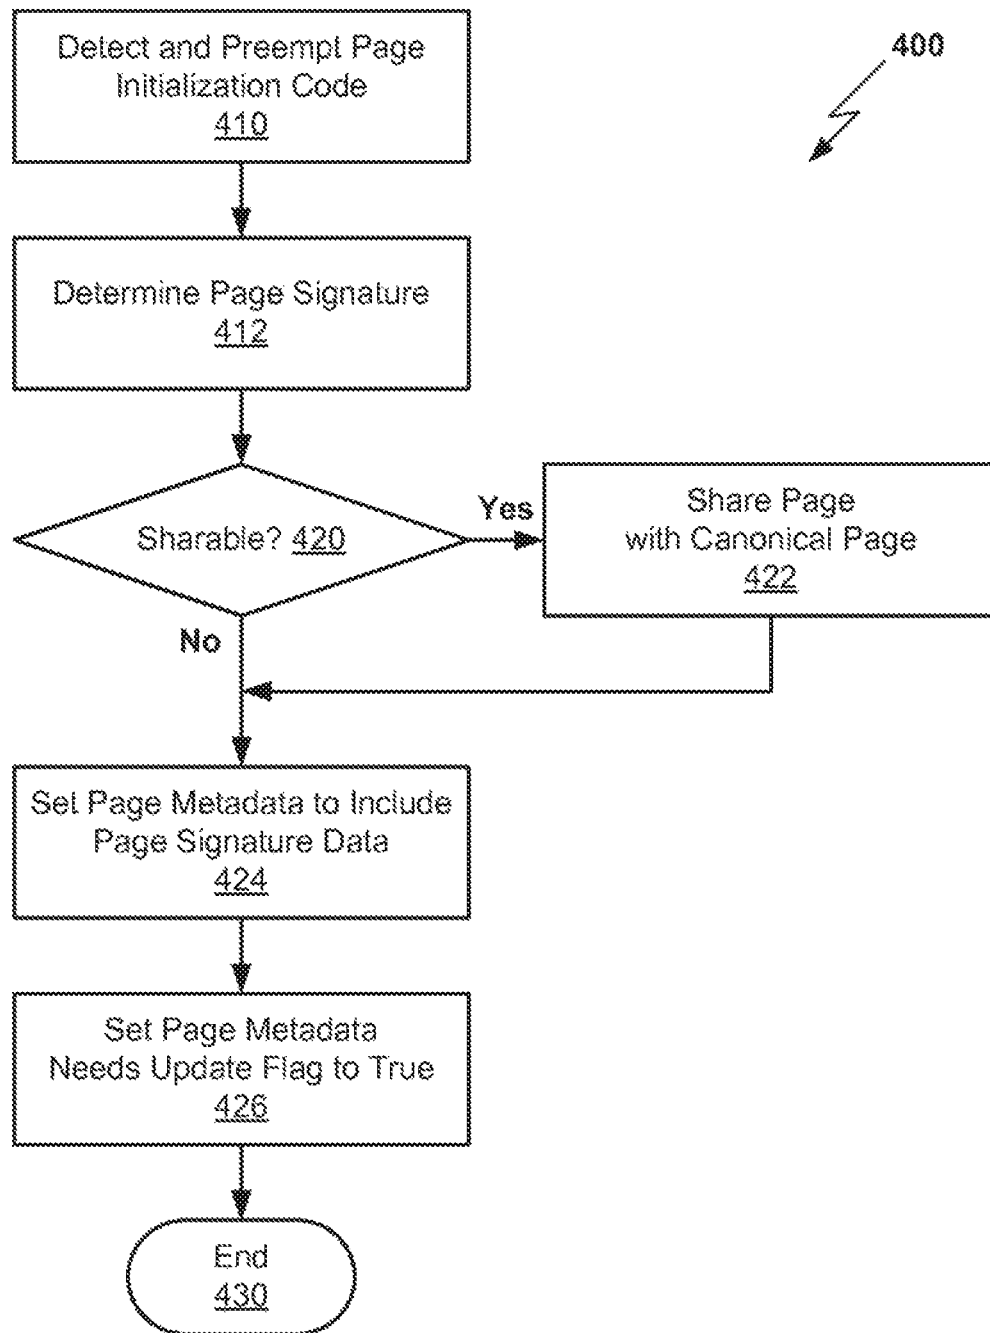 Detect and Preempt Page
Initialization Code
410
400
Determine Page Signature
412
Sharable? 420
Yes
Share Page
with Canonical Page
422
No
Set Page Metadata to Include
Page Signature Data
424
Set Page Metadata
Needs Update Flag to True
426
End
430